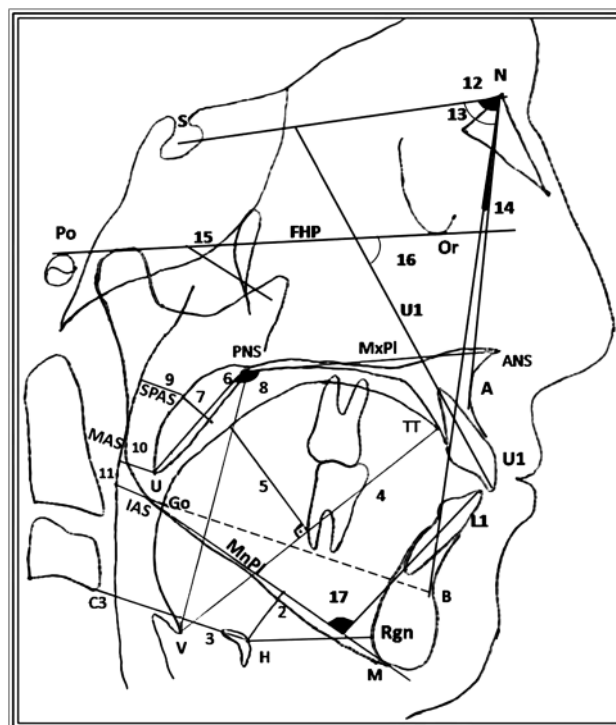 12
N
S
13
14
Po
15
FHP
Or
16
U1
PNS
MxPl
ANS
9
6
8
SPAS
7
A
TT
MAS
10
U
U1
11
5
4
IAS
Go
L1
MnPl
B
C3
2
17
3
V
H
Rgn
M